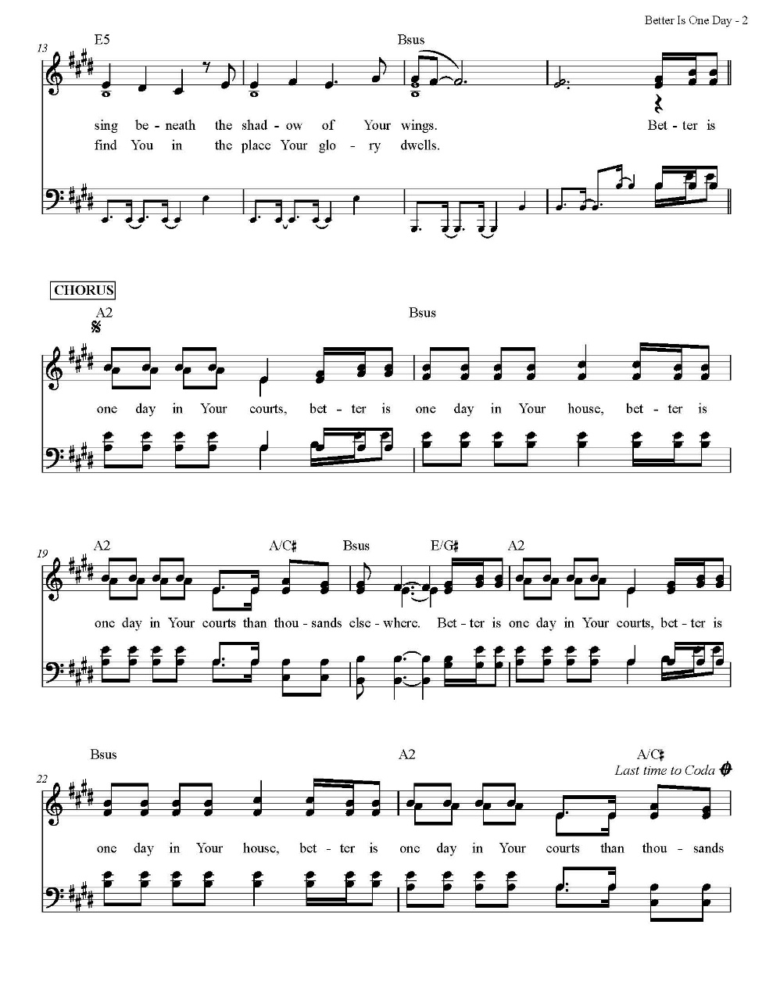 Better Is One Day - 2
E5 Bsus
13
sing be - neath the shad - ow of Your wings. Bet - ter is
find You in the place Your glo - ry dwells.
CHORUS
A2 Bsus
one day in Your courts, bet - ter is one day in Your house, bet - ter is
A2 A/C♯ Bsus E/G♯ A2
19
one day in Your courts than thou - sands else - where. Bet - ter is one day in Your courts, bet - ter is
Bsus A2 A/C♯
Last time to Coda
22
one day in Your house, bet - ter is one day in Your courts than thou - sands